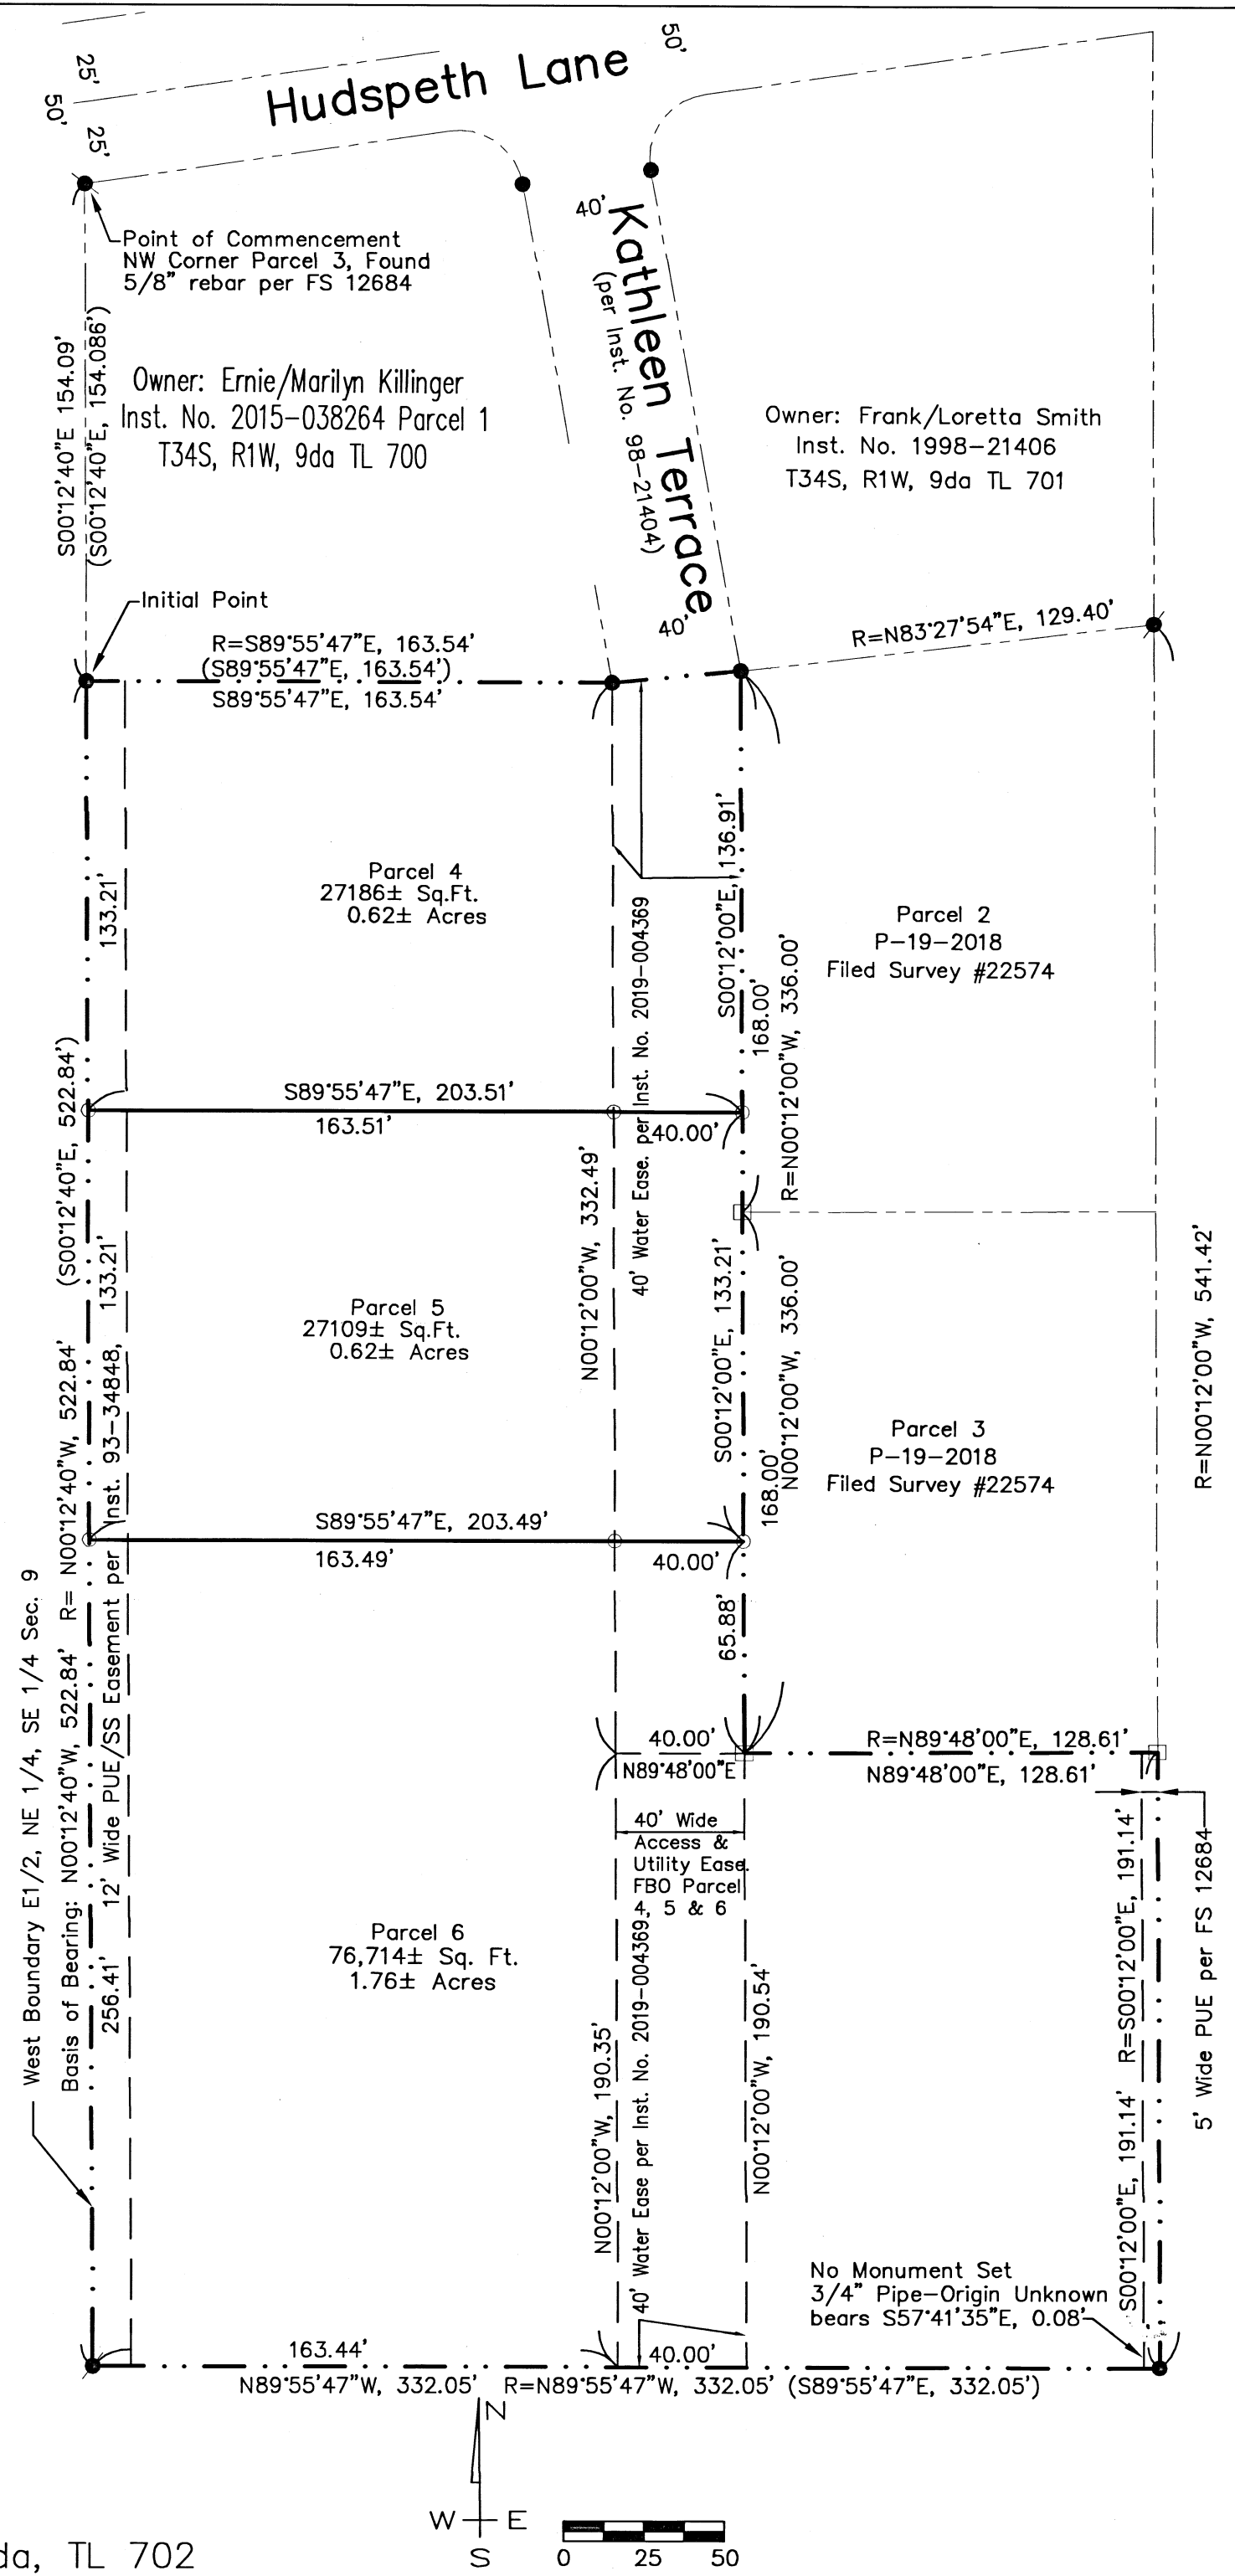 50'
25'
50'
25'
Hudspeth Lane
Point of Commencement
NW Corner Parcel 3, Found
5/8" rebar per FS 12684
40'
Kathleen Terrace
(per Inst. No. 98-21404)
40'
S00°12'40"E 154.09'
(S00°12'40"E, 154.086')
Owner: Ernie/Marilyn Killinger
Inst. No. 2015-038264 Parcel 1
T34S, R1W, 9da TL 700
Owner: Frank/Loretta Smith
Inst. No. 1998-21406
T34S, R1W, 9da TL 701
Initial Point
R=S89°55'47"E, 163.54'
(S89°55'47"E, 163.54')
S89°55'47"E, 163.54'
R=N83°27'54"E, 129.40'
133.21'
Parcel 4
27186± Sq.Ft.
0.62± Acres
S00°12'00"E, 136.91'
168.00'
R=N00°12'00"W, 336.00'
Parcel 2
P-19-2018
Filed Survey #22574
40' Water Ease. per Inst. No. 2019-004369
S89°55'47"E, 203.51'
163.51'
40.00'
(S00°12'40"E, 522.84')
133.21'
N00°12'00"W, 332.49'
Parcel 5
27109± Sq.Ft.
0.62± Acres
S00°12'00"E, 133.21'
168.00'
N00°12'00"W, 336.00'
R=N00°12'00"W, 541.42'
Parcel 3
P-19-2018
Filed Survey #22574
S89°55'47"E, 203.49'
163.49'
40.00'
R= N00°12'40"W, 522.84'
65.88'
West Boundary E1/2, NE 1/4, SE 1/4 Sec. 9
Basis of Bearing: N00°12'40"W, 522.84'
12' Wide PUE/SS Easement per Inst. 93-34848,
256.41'
40.00'
N89°48'00"E
R=N89°48'00"E, 128.61'
N89°48'00"E, 128.61'
40' Wide
Access &
Utility Ease.
FBO Parcel
4, 5 & 6
Parcel 6
76,714± Sq. Ft.
1.76± Acres
N00°12'00"W, 190.35'
40' Water Ease per Inst. No. 2019-004369
N00°12'00"W, 190.54'
S00°12'00"E, 191.14'
R=S00°12'00"E, 191.14'
5' Wide PUE per FS 12684
No Monument Set
3/4" Pipe-Origin Unknown
bears S57°41'35"E, 0.08'
163.44'
40.00'
N89°55'47"W, 332.05'
R=N89°55'47"W, 332.05' (S89°55'47"E, 332.05')
N
W
E
S
0
25
50
da, TL 702